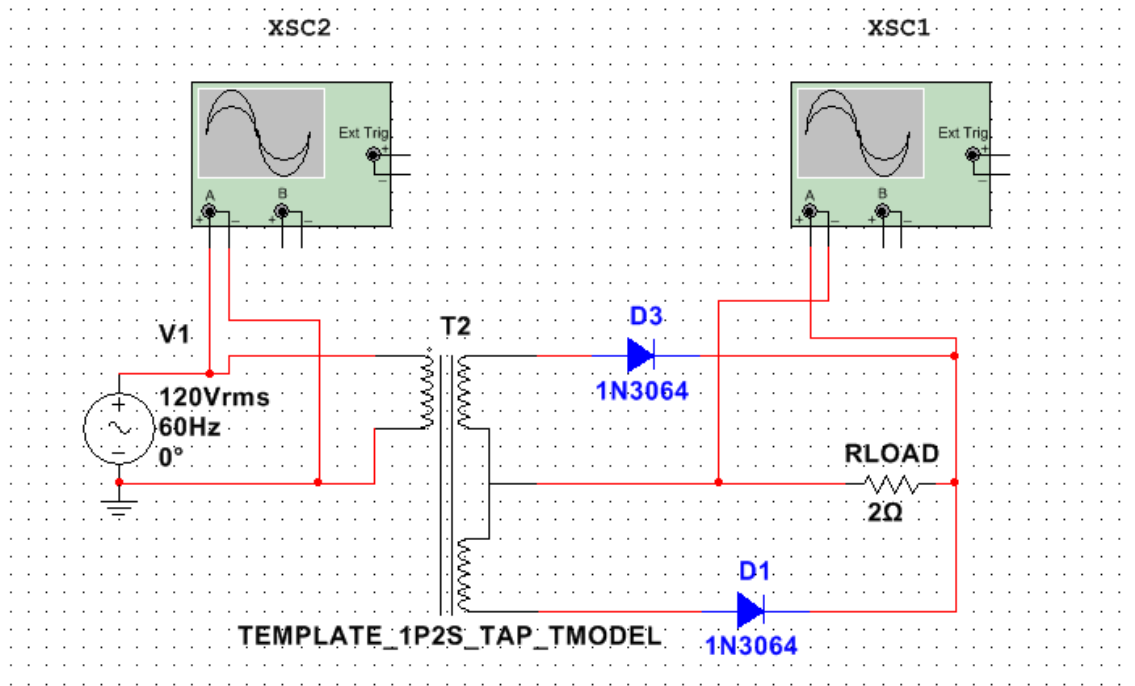 XSC2
XSC1
Ext Trig
+
−
A
B
+
−
+
−
Ext Trig
+
−
A
B
+
−
+
−
V1
T2
D3
1N3064
+
−
120Vrms
60Hz
0°
RLOAD
2Ω
D1
1N3064
TEMPLATE_1P2S_TAP_TMODEL